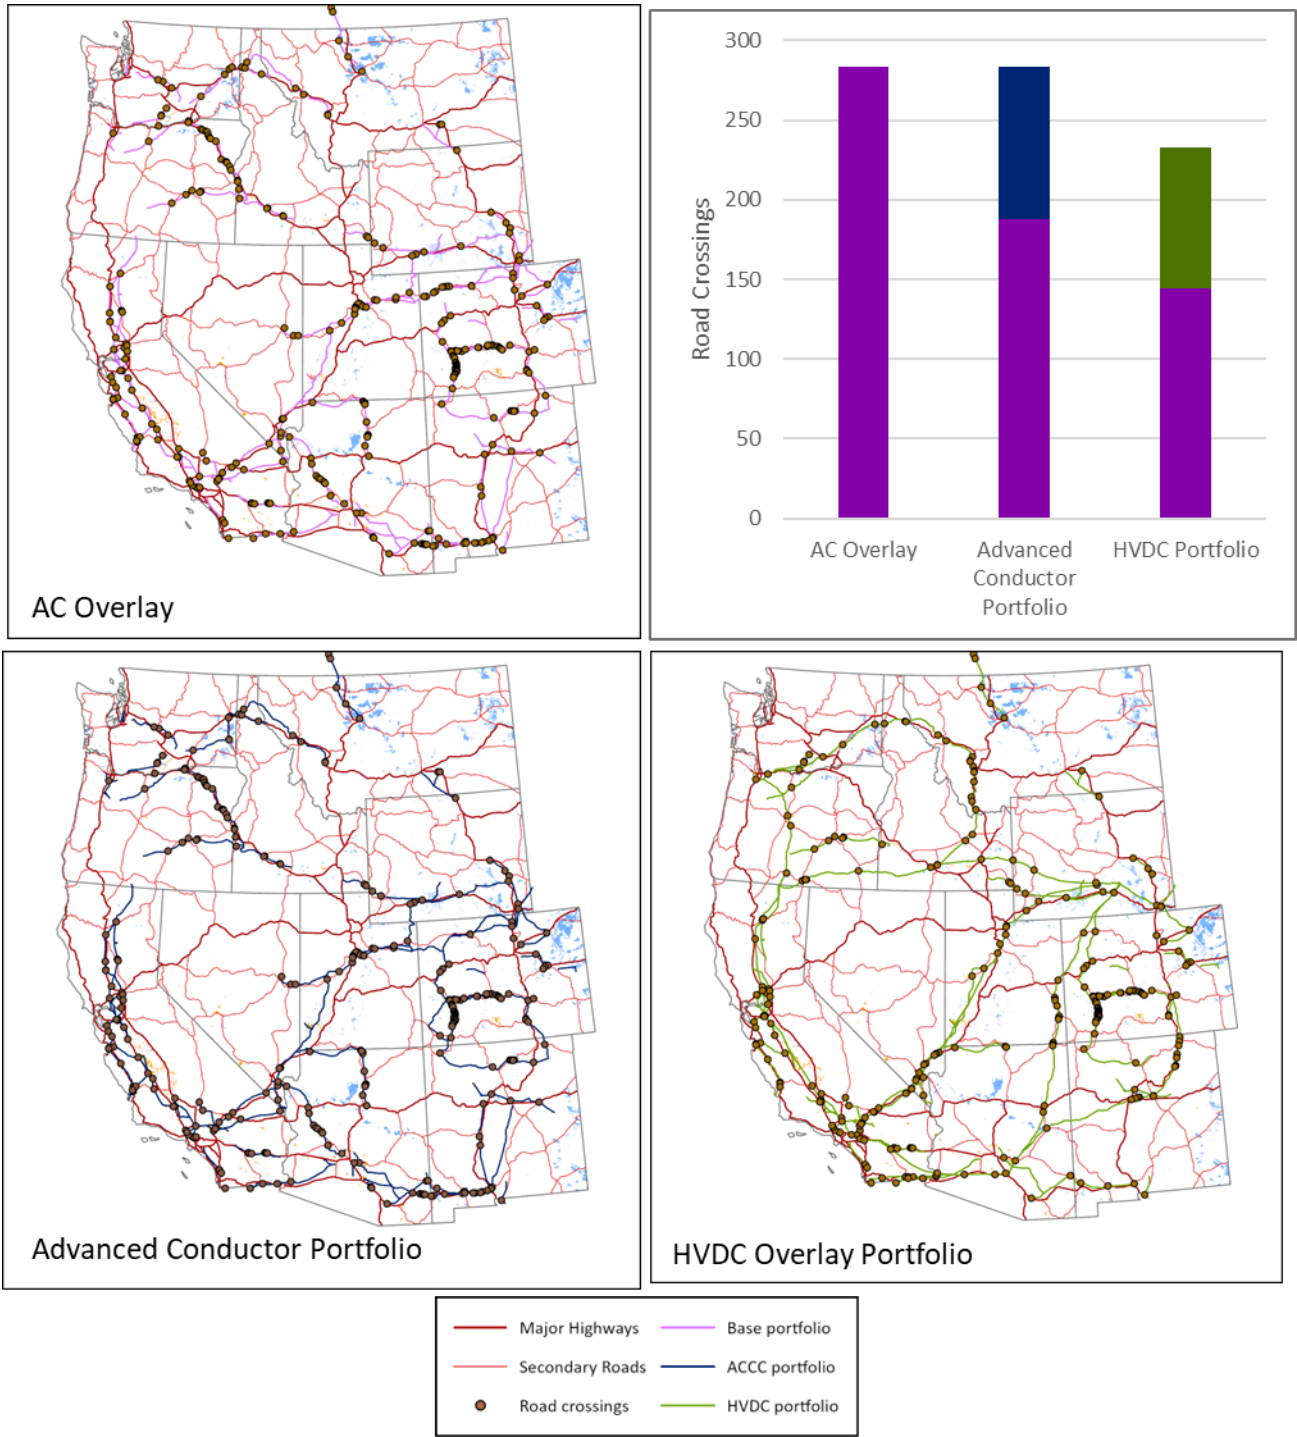 AC Overlay
300
250
200
150
100
50
0
Road Crossings
AC Overlay
Advanced
Conductor
Portfolio
HVDC Portfolio
Advanced Conductor Portfolio
HVDC Overlay Portfolio
Major Highways
Base portfolio
Secondary Roads
ACCC portfolio
Road crossings
HVDC portfolio